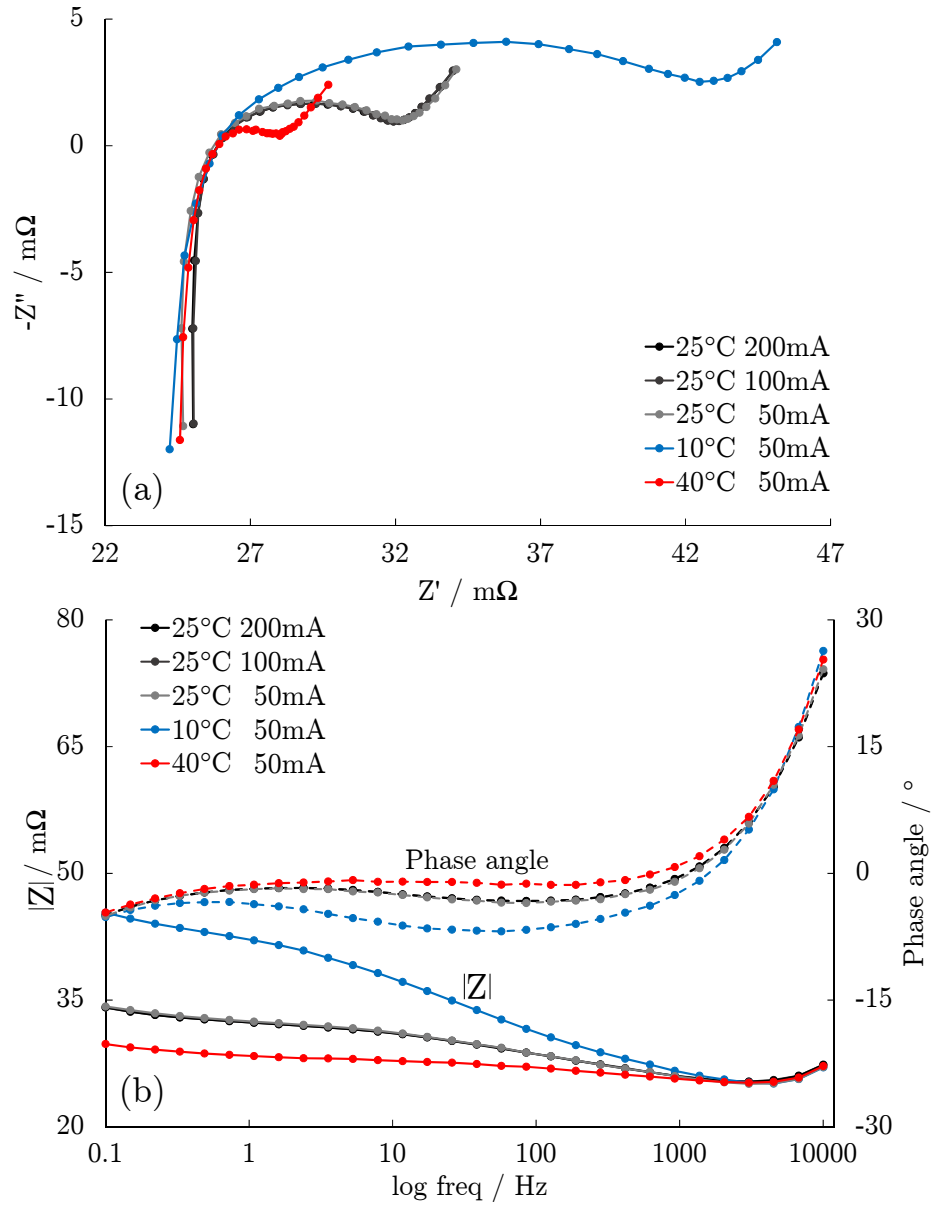 5
0
-5
-10
-15
-Z" / mΩ
25°C 200mA
25°C 100mA
25°C 50mA
10°C 50mA
40°C 50mA
(a)
22 27 32 37 42 47
Z' / mΩ
80
65
50
35
20
|Z| / mΩ
25°C 200mA
25°C 100mA
25°C 50mA
10°C 50mA
40°C 50mA
Phase angle
|Z|
(b)
30
15
0
-15
-30
Phase angle / °
0.1 1 10 100 1000 10000
log freq / Hz